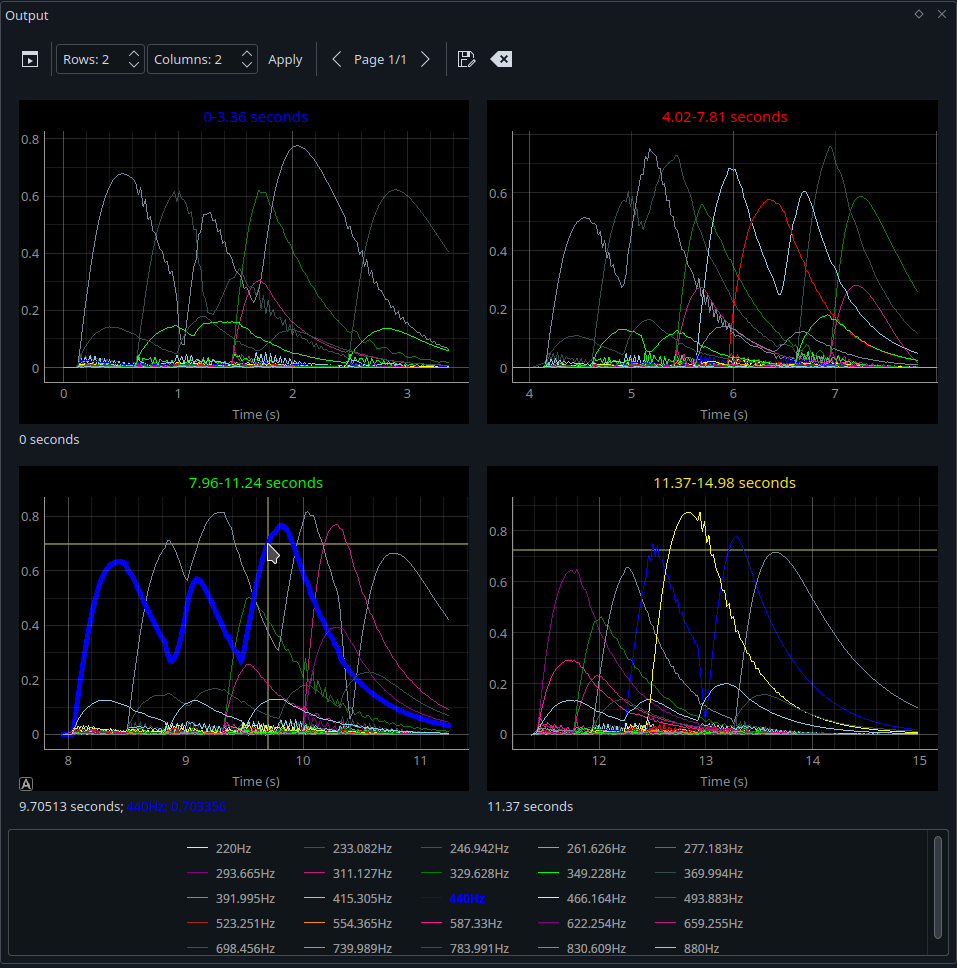 Output
Rows: 2 Columns: 2 Apply Page 1/1
0-3.36 seconds
0.8
0.6
0.4
0.2
0
0 1 2 3
Time (s)
0 seconds
4.02-7.81 seconds
0.6
0.4
0.2
0
4 5 6 7
Time (s)
7.96-11.24 seconds
0.8
0.6
0.4
0.2
0
8 9 10 11
Time (s)
A
9.70513 seconds; 440Hz: 0.703356
11.37-14.98 seconds
0.8
0.6
0.4
0.2
0
12 13 14 15
Time (s)
11.37 seconds
220Hz 233.082Hz 246.942Hz 261.626Hz 277.183Hz
293.665Hz 311.127Hz 329.628Hz 349.228Hz 369.994Hz
391.995Hz 415.305Hz 440Hz 466.164Hz 493.883Hz
523.251Hz 554.365Hz 587.33Hz 622.254Hz 659.255Hz
698.456Hz 739.989Hz 783.991Hz 830.609Hz 880Hz